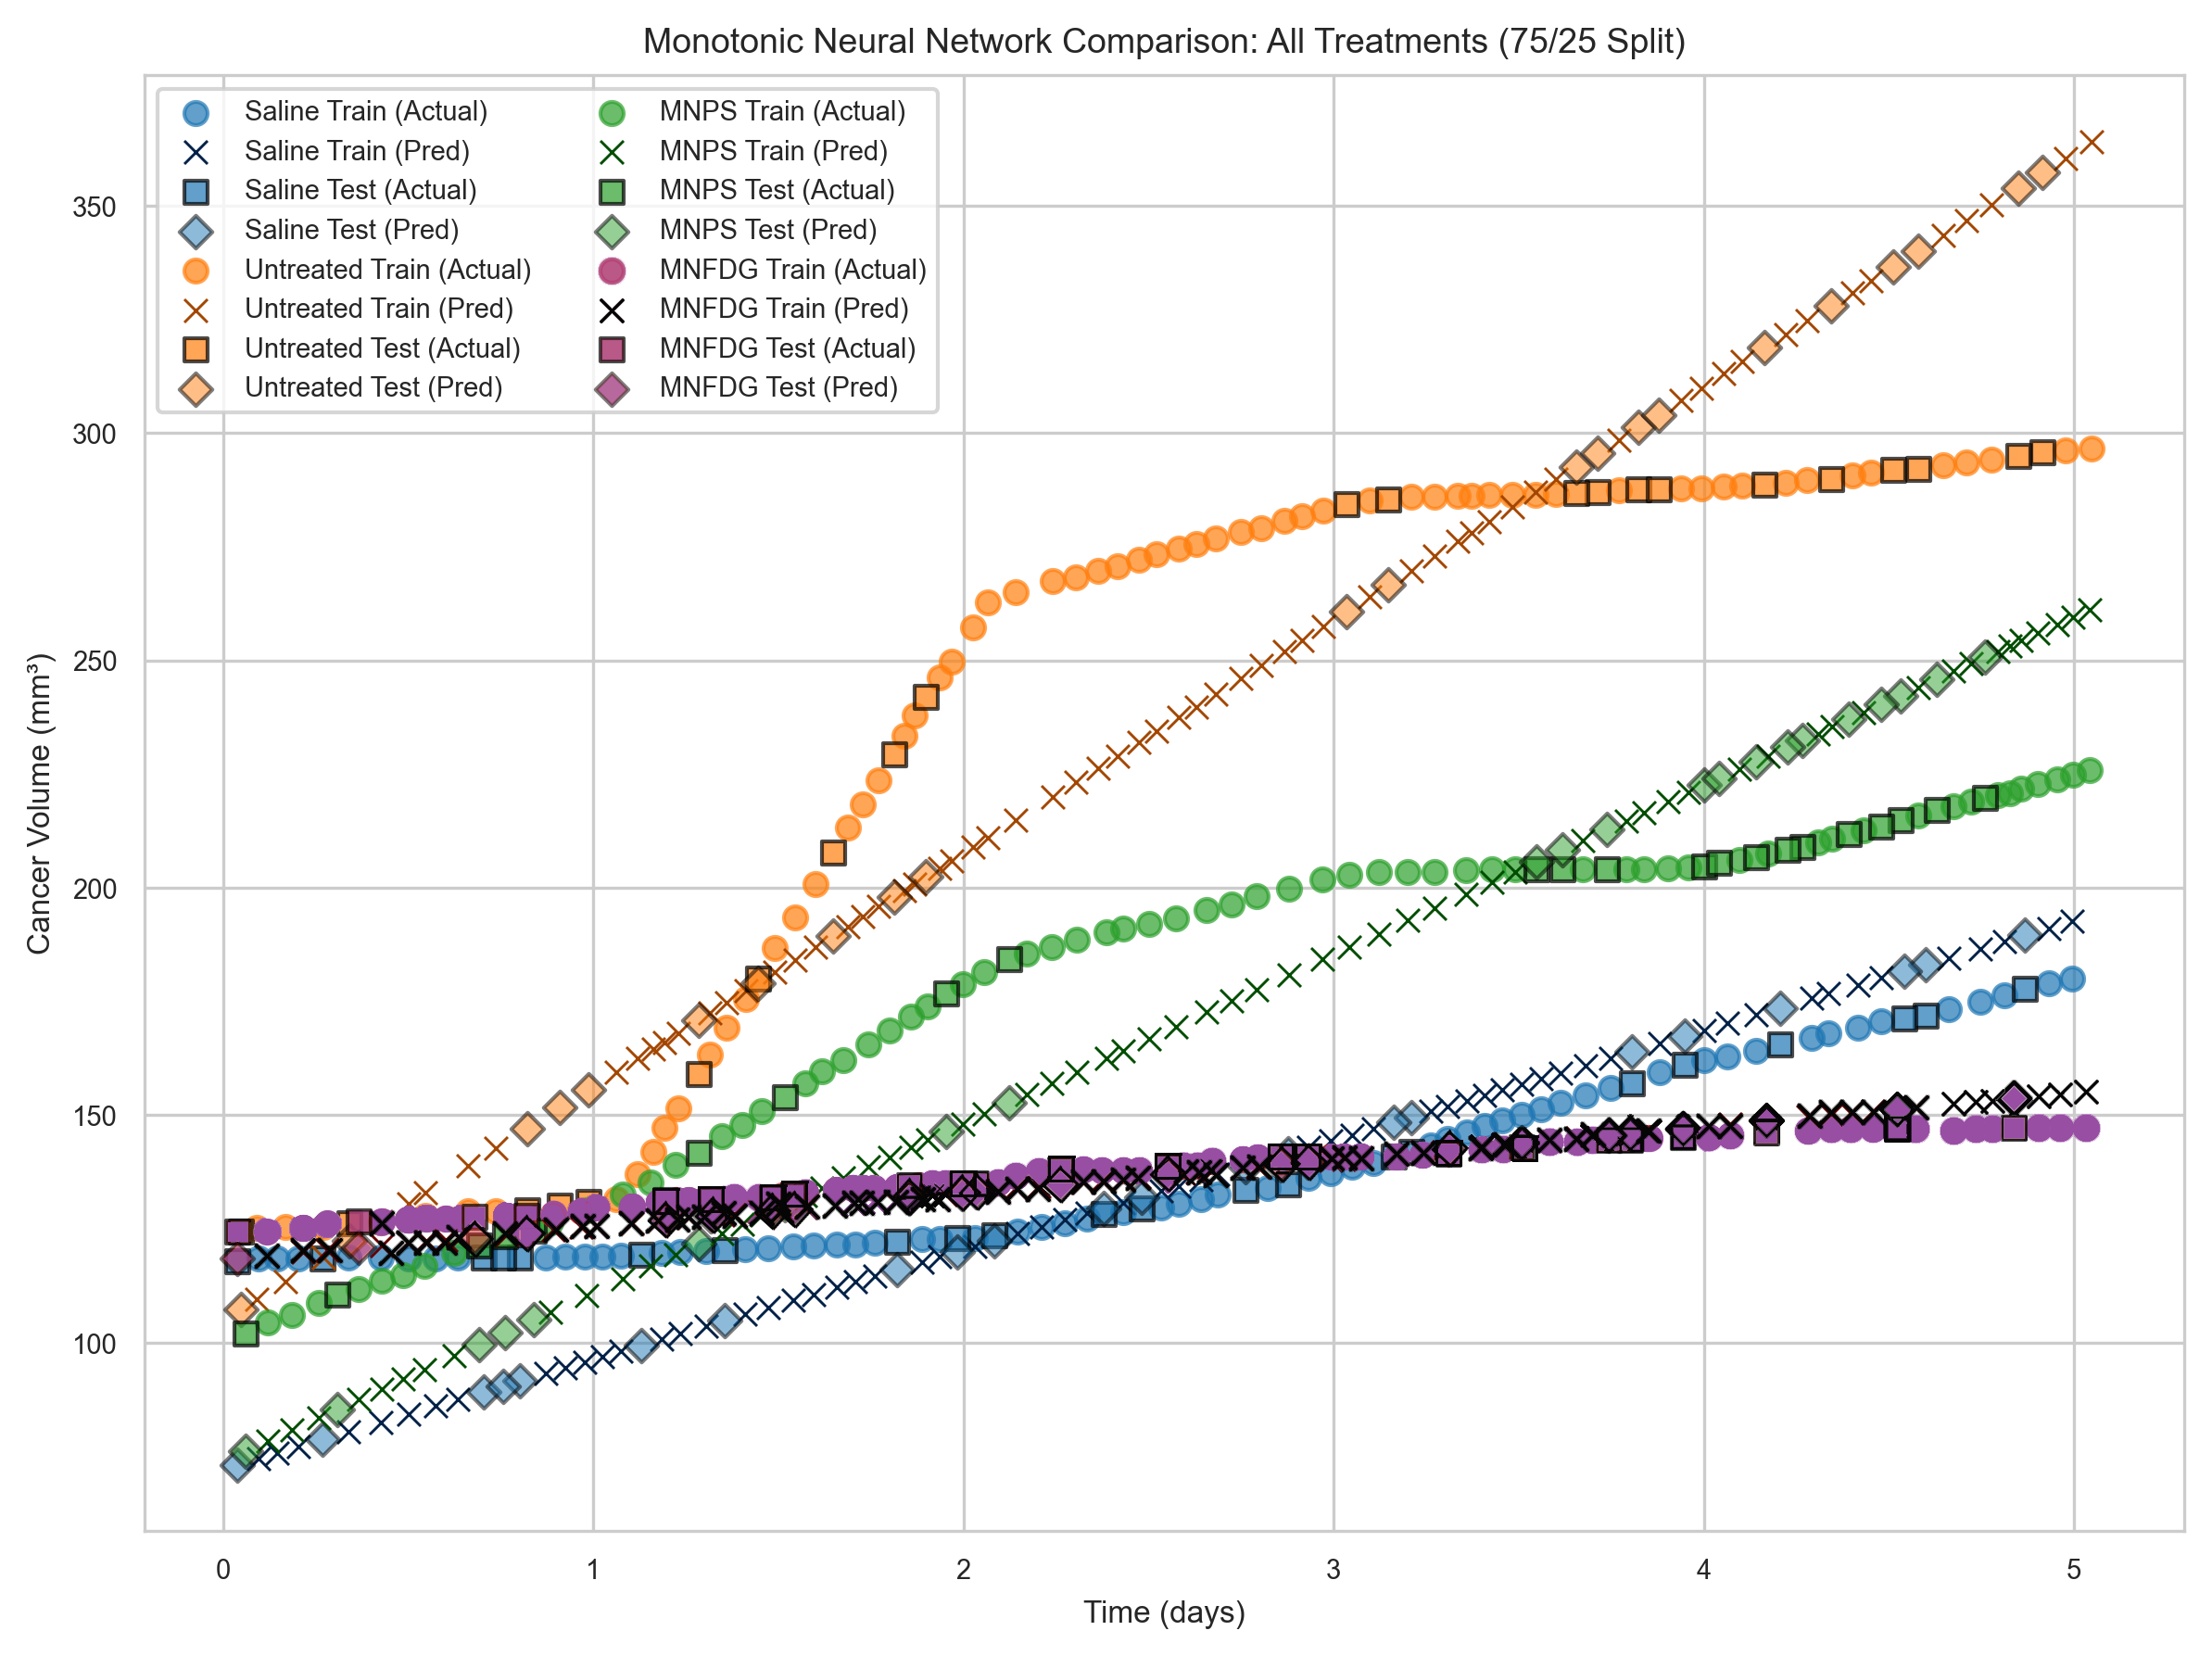 Monotonic Neural Network Comparison: All Treatments (75/25 Split)
Saline Train (Actual)
Saline Train (Pred)
Saline Test (Actual)
Saline Test (Pred)
Untreated Train (Actual)
Untreated Train (Pred)
Untreated Test (Actual)
Untreated Test (Pred)
MNPS Train (Actual)
MNPS Train (Pred)
MNPS Test (Actual)
MNPS Test (Pred)
MNFDG Train (Actual)
MNFDG Train (Pred)
MNFDG Test (Actual)
MNFDG Test (Pred)
Cancer Volume (mm³)
350
300
250
200
150
100
0 1 2 3 4 5
Time (days)